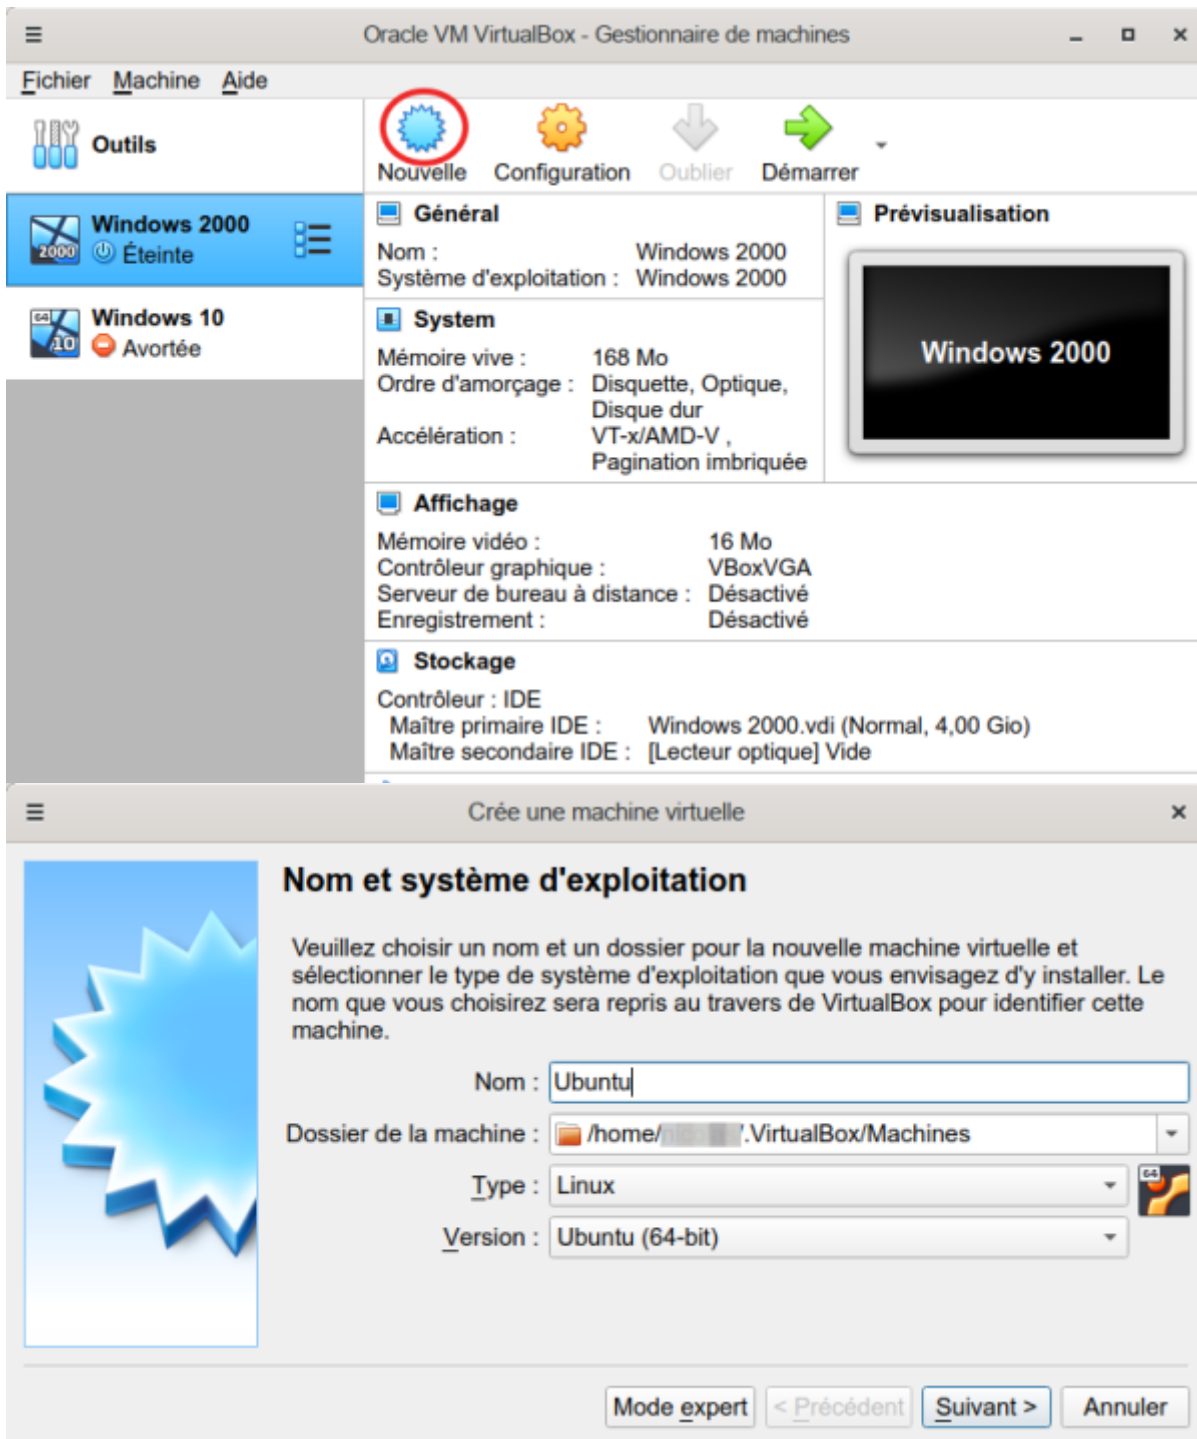 Oracle VM VirtualBox - Gestionnaire de machines
Fichier Machine Aide
Outils
Nouvelle Configuration Oublier Démarrer
Windows 2000
2000 Éteinte
64 Windows 10
10 Avortée
Général
Nom : Windows 2000
Système d'exploitation : Windows 2000
System
Mémoire vive : 168 Mo
Ordre d'amorçage : Disquette, Optique,
Disque dur
Accélération : VT-x/AMD-V ,
Pagination imbriquée
Prévisualisation
Windows 2000
Affichage
Mémoire vidéo : 16 Mo
Contrôleur graphique : VBoxVGA
Serveur de bureau à distance : Désactivé
Enregistrement : Désactivé
Stockage
Contrôleur : IDE
Maître primaire IDE : Windows 2000.vdi (Normal, 4,00 Gio)
Maître secondaire IDE : [Lecteur optique] Vide
Crée une machine virtuelle
Nom et système d'exploitation
Veuillez choisir un nom et un dossier pour la nouvelle machine virtuelle et
sélectionner le type de système d'exploitation que vous envisagez d'y installer. Le
nom que vous choisirez sera repris au travers de VirtualBox pour identifier cette
machine.
Nom : Ubuntu
Dossier de la machine : /home/ /.VirtualBox/Machines
Type : Linux
64
Version : Ubuntu (64-bit)
Mode expert < Précédent Suivant > Annuler